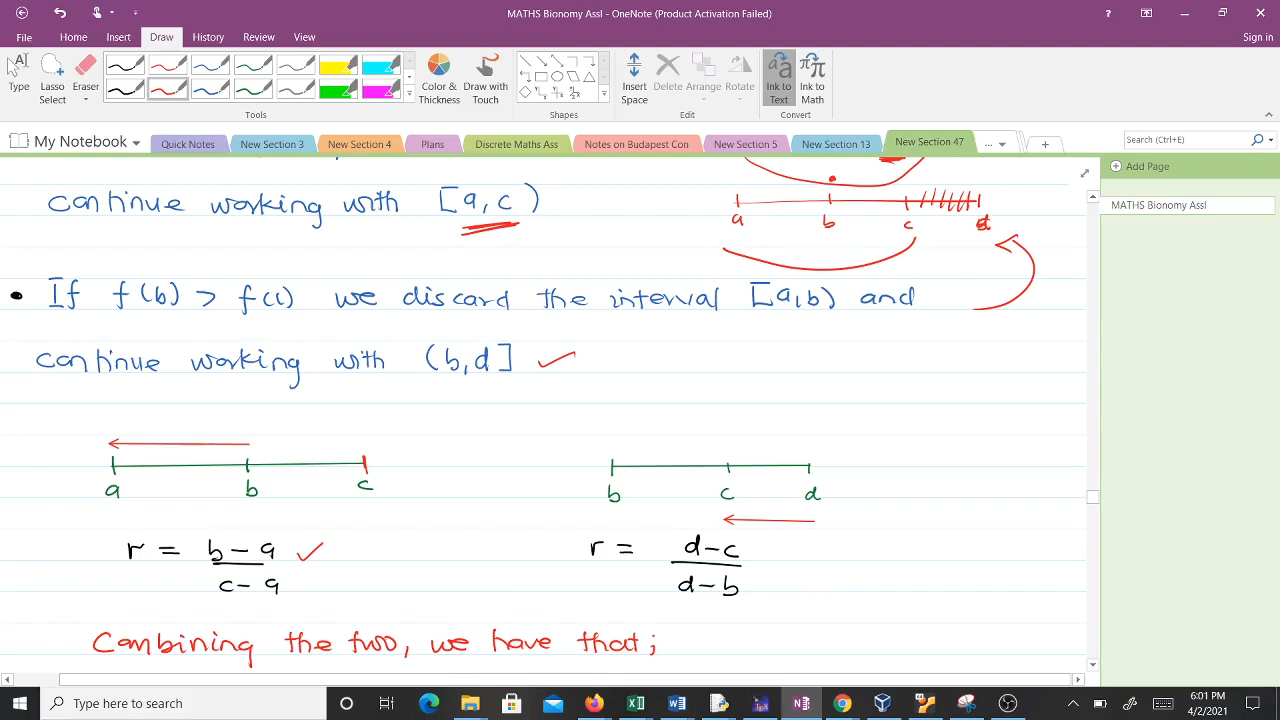 MATHS Bionomy Assl - OneNote (Product Activation Failed)
File Home Insert Draw History Review View Sign in
Type
Lasso Select
Eraser
Color & Thickness
Draw with Touch
Insert Space
Delete
Arrange
Rotate
Ink to Text
Ink to Math
Tools Shapes Edit Convert
My Notebook Quick Notes New Section 3 New Section 4 Plans Discrete Maths Ass Notes on Budapest Con New Section 5 New Section 13 New Section 47 ... Search (Ctrl+E)
Add Page
MATHS Bionomy Assl
continue working with [a, c)
a b c d
• If f(b) > f(c) we discard the interval [a,b) and
continue working with (b,d]
a b c
b c d
r = b-a / c-a
r = d-c / d-b
Combining the two, we have that;
Type here to search
6:01 PM
4/2/2021